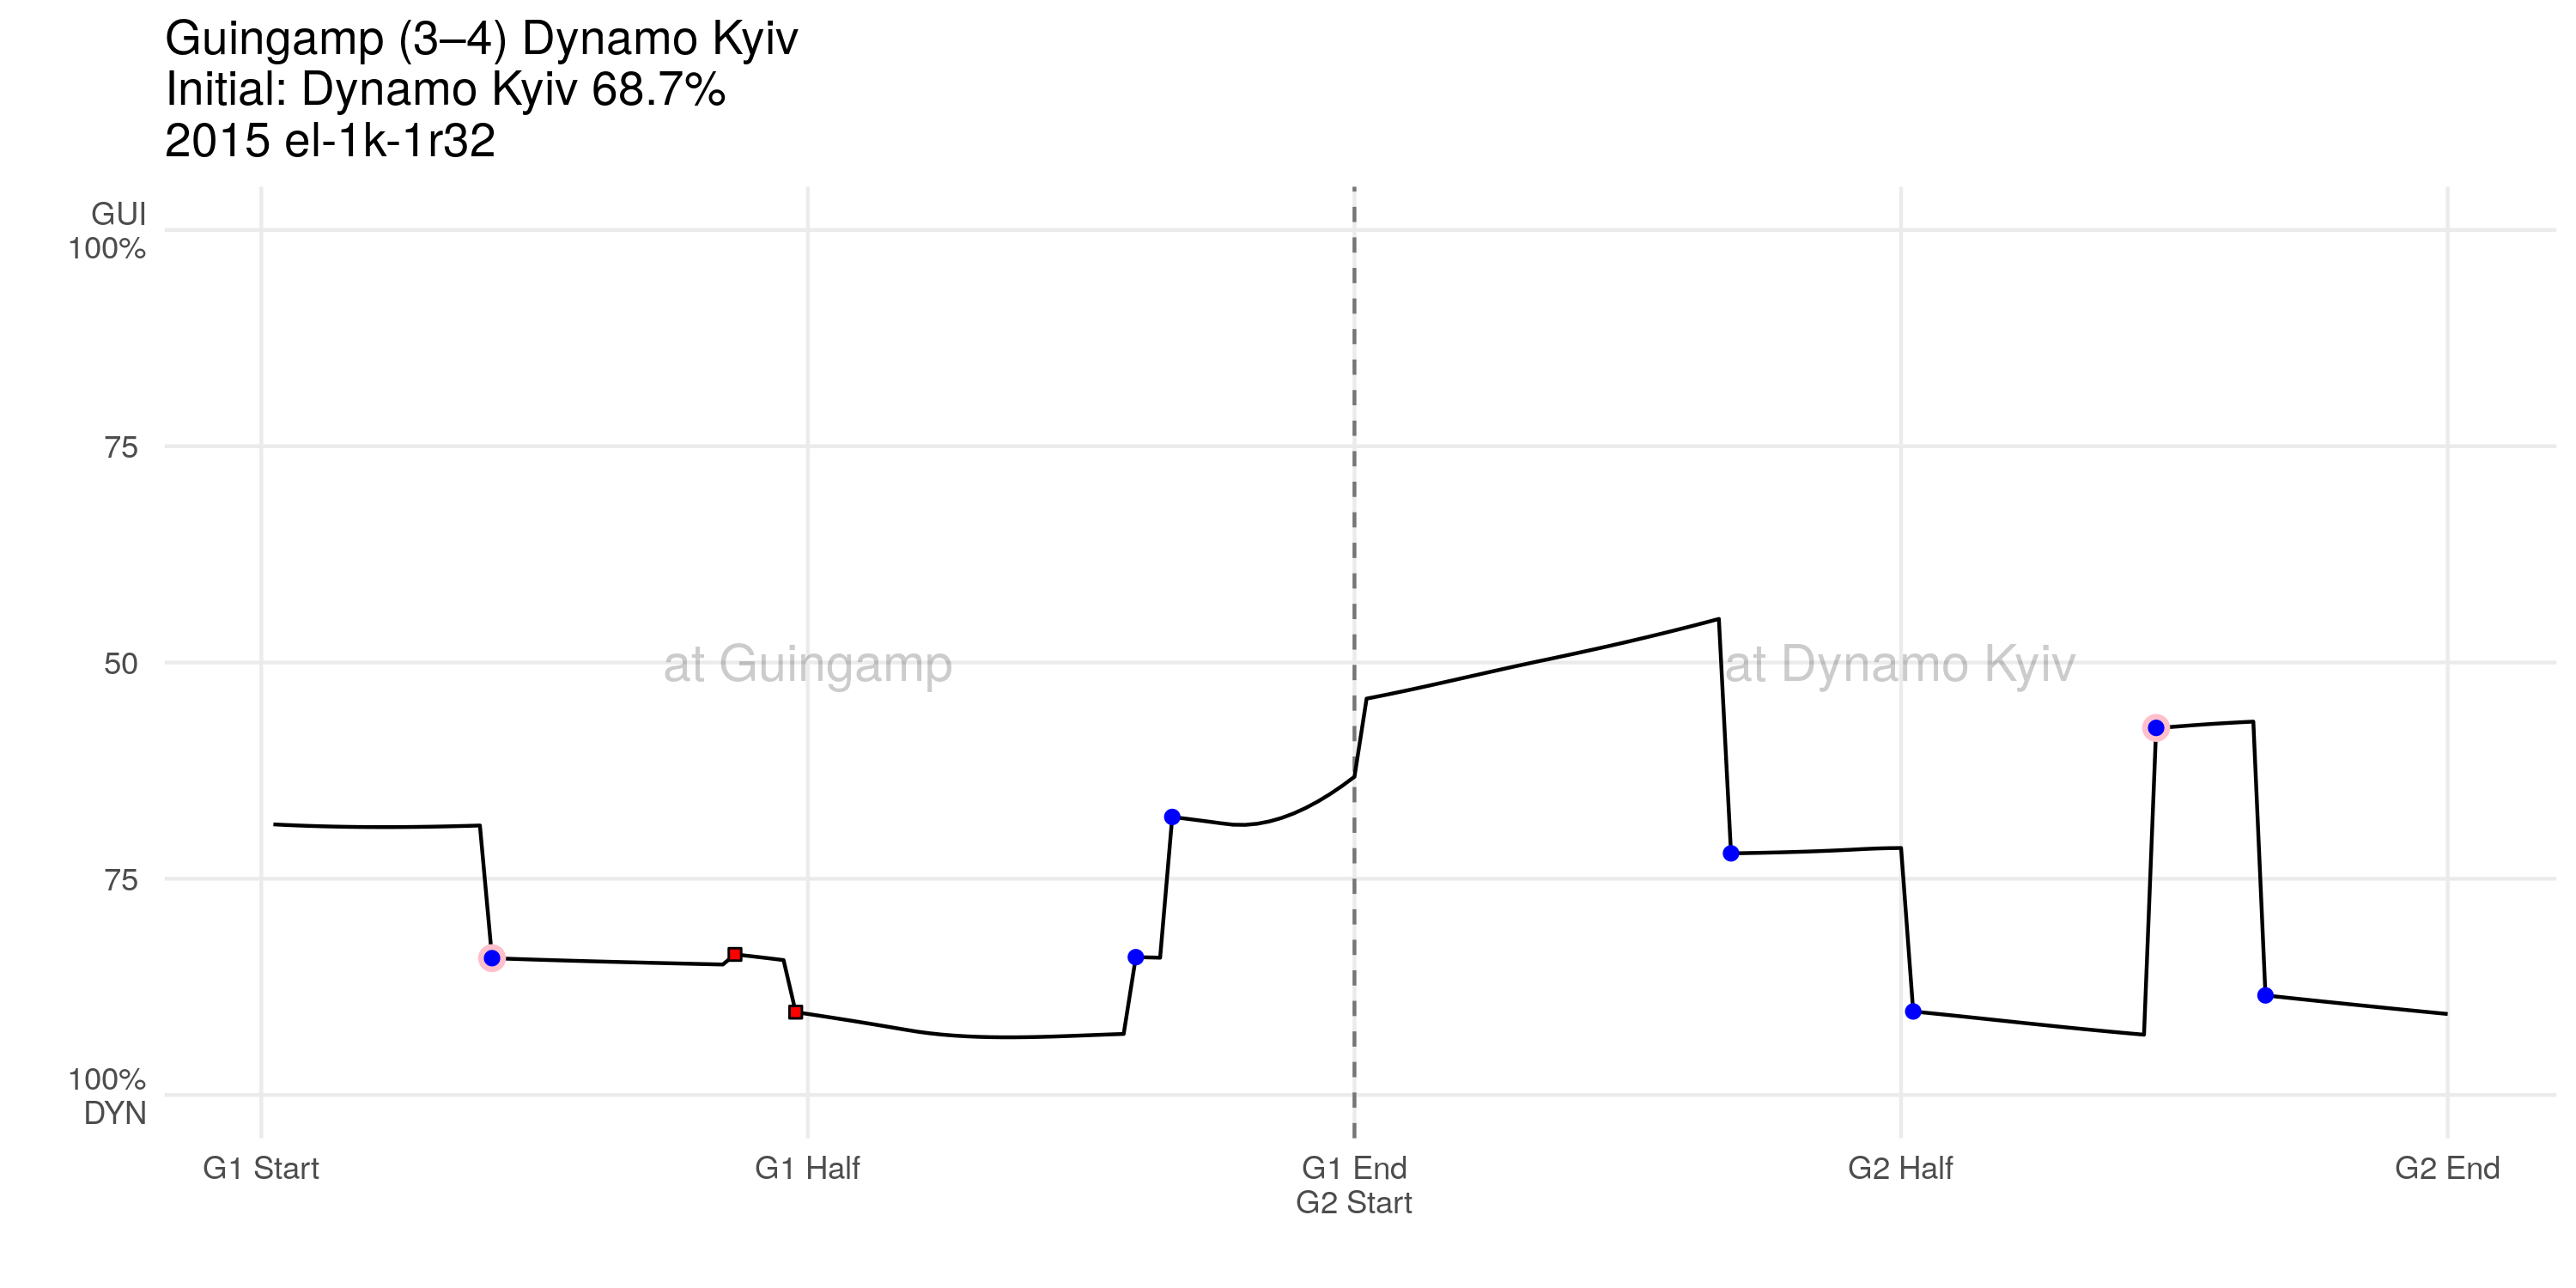 Guingamp (3–4) Dynamo Kyiv
Initial: Dynamo Kyiv 68.7%
2015 el-1k-1r32
GUI
100%
75
50
75
100%
DYN
at Guingamp
at Dynamo Kyiv
G1 Start
G1 Half
G1 End
G2 Start
G2 Half
G2 End